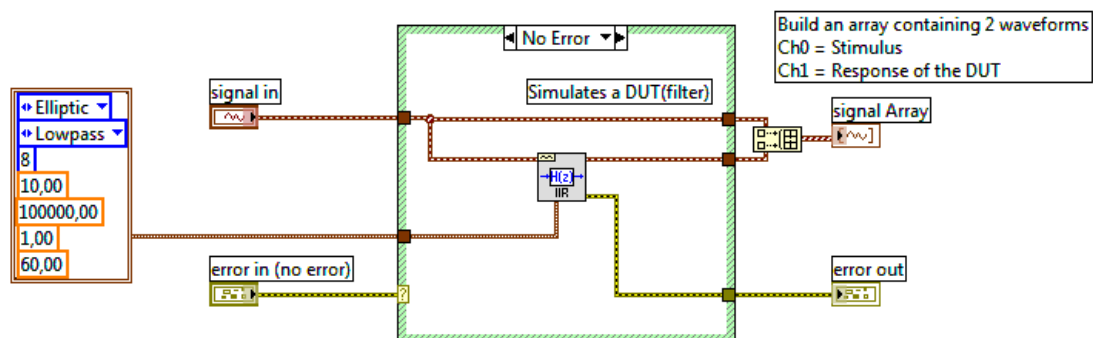 No Error
Build an array containing 2 waveforms
Ch0 = Stimulus
Ch1 = Response of the DUT
signal in
Simulates a DUT(filter)
signal Array
Elliptic
Lowpass
8
10,00
100000,00
1,00
60,00
H(z)
IIR
error in (no error)
?
error out